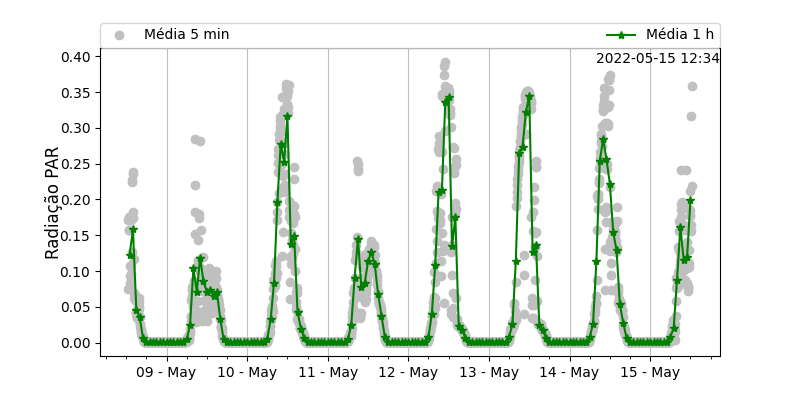 Média 5 min
Média 1 h
2022-05-15 12:34
Radiação PAR
0.40
0.35
0.30
0.25
0.20
0.15
0.10
0.05
0.00
09 - May
10 - May
11 - May
12 - May
13 - May
14 - May
15 - May